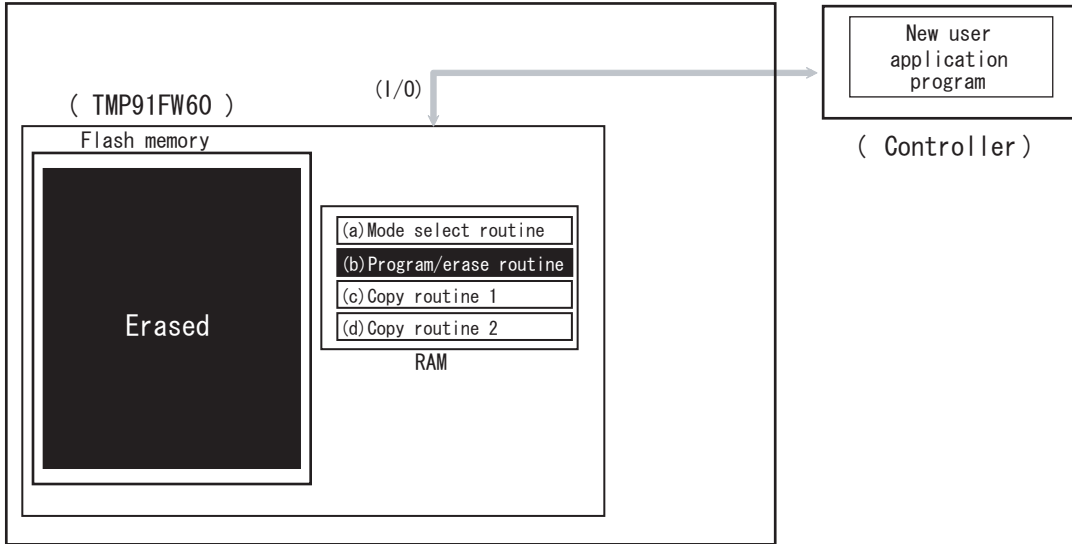 New user
application
program
(I/O)
( TMP91FW60 )
Flash memory
( Controller)
(a)Mode select routine
(b)Program/erase routine
(c)Copy routine 1
(d)Copy routine 2
Erased
RAM